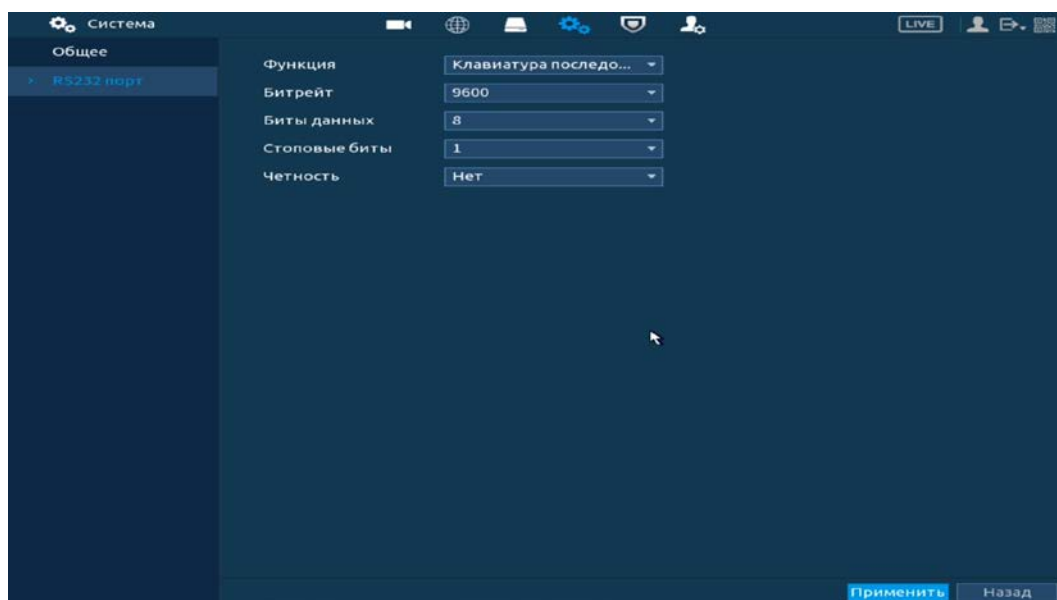 Система
LIVE
Общее
RS232 порт
Функция Клавиатура последо...
Битрейт 9600
Биты данных 8
Стоповые биты 1
Четность Нет
Применить Назад